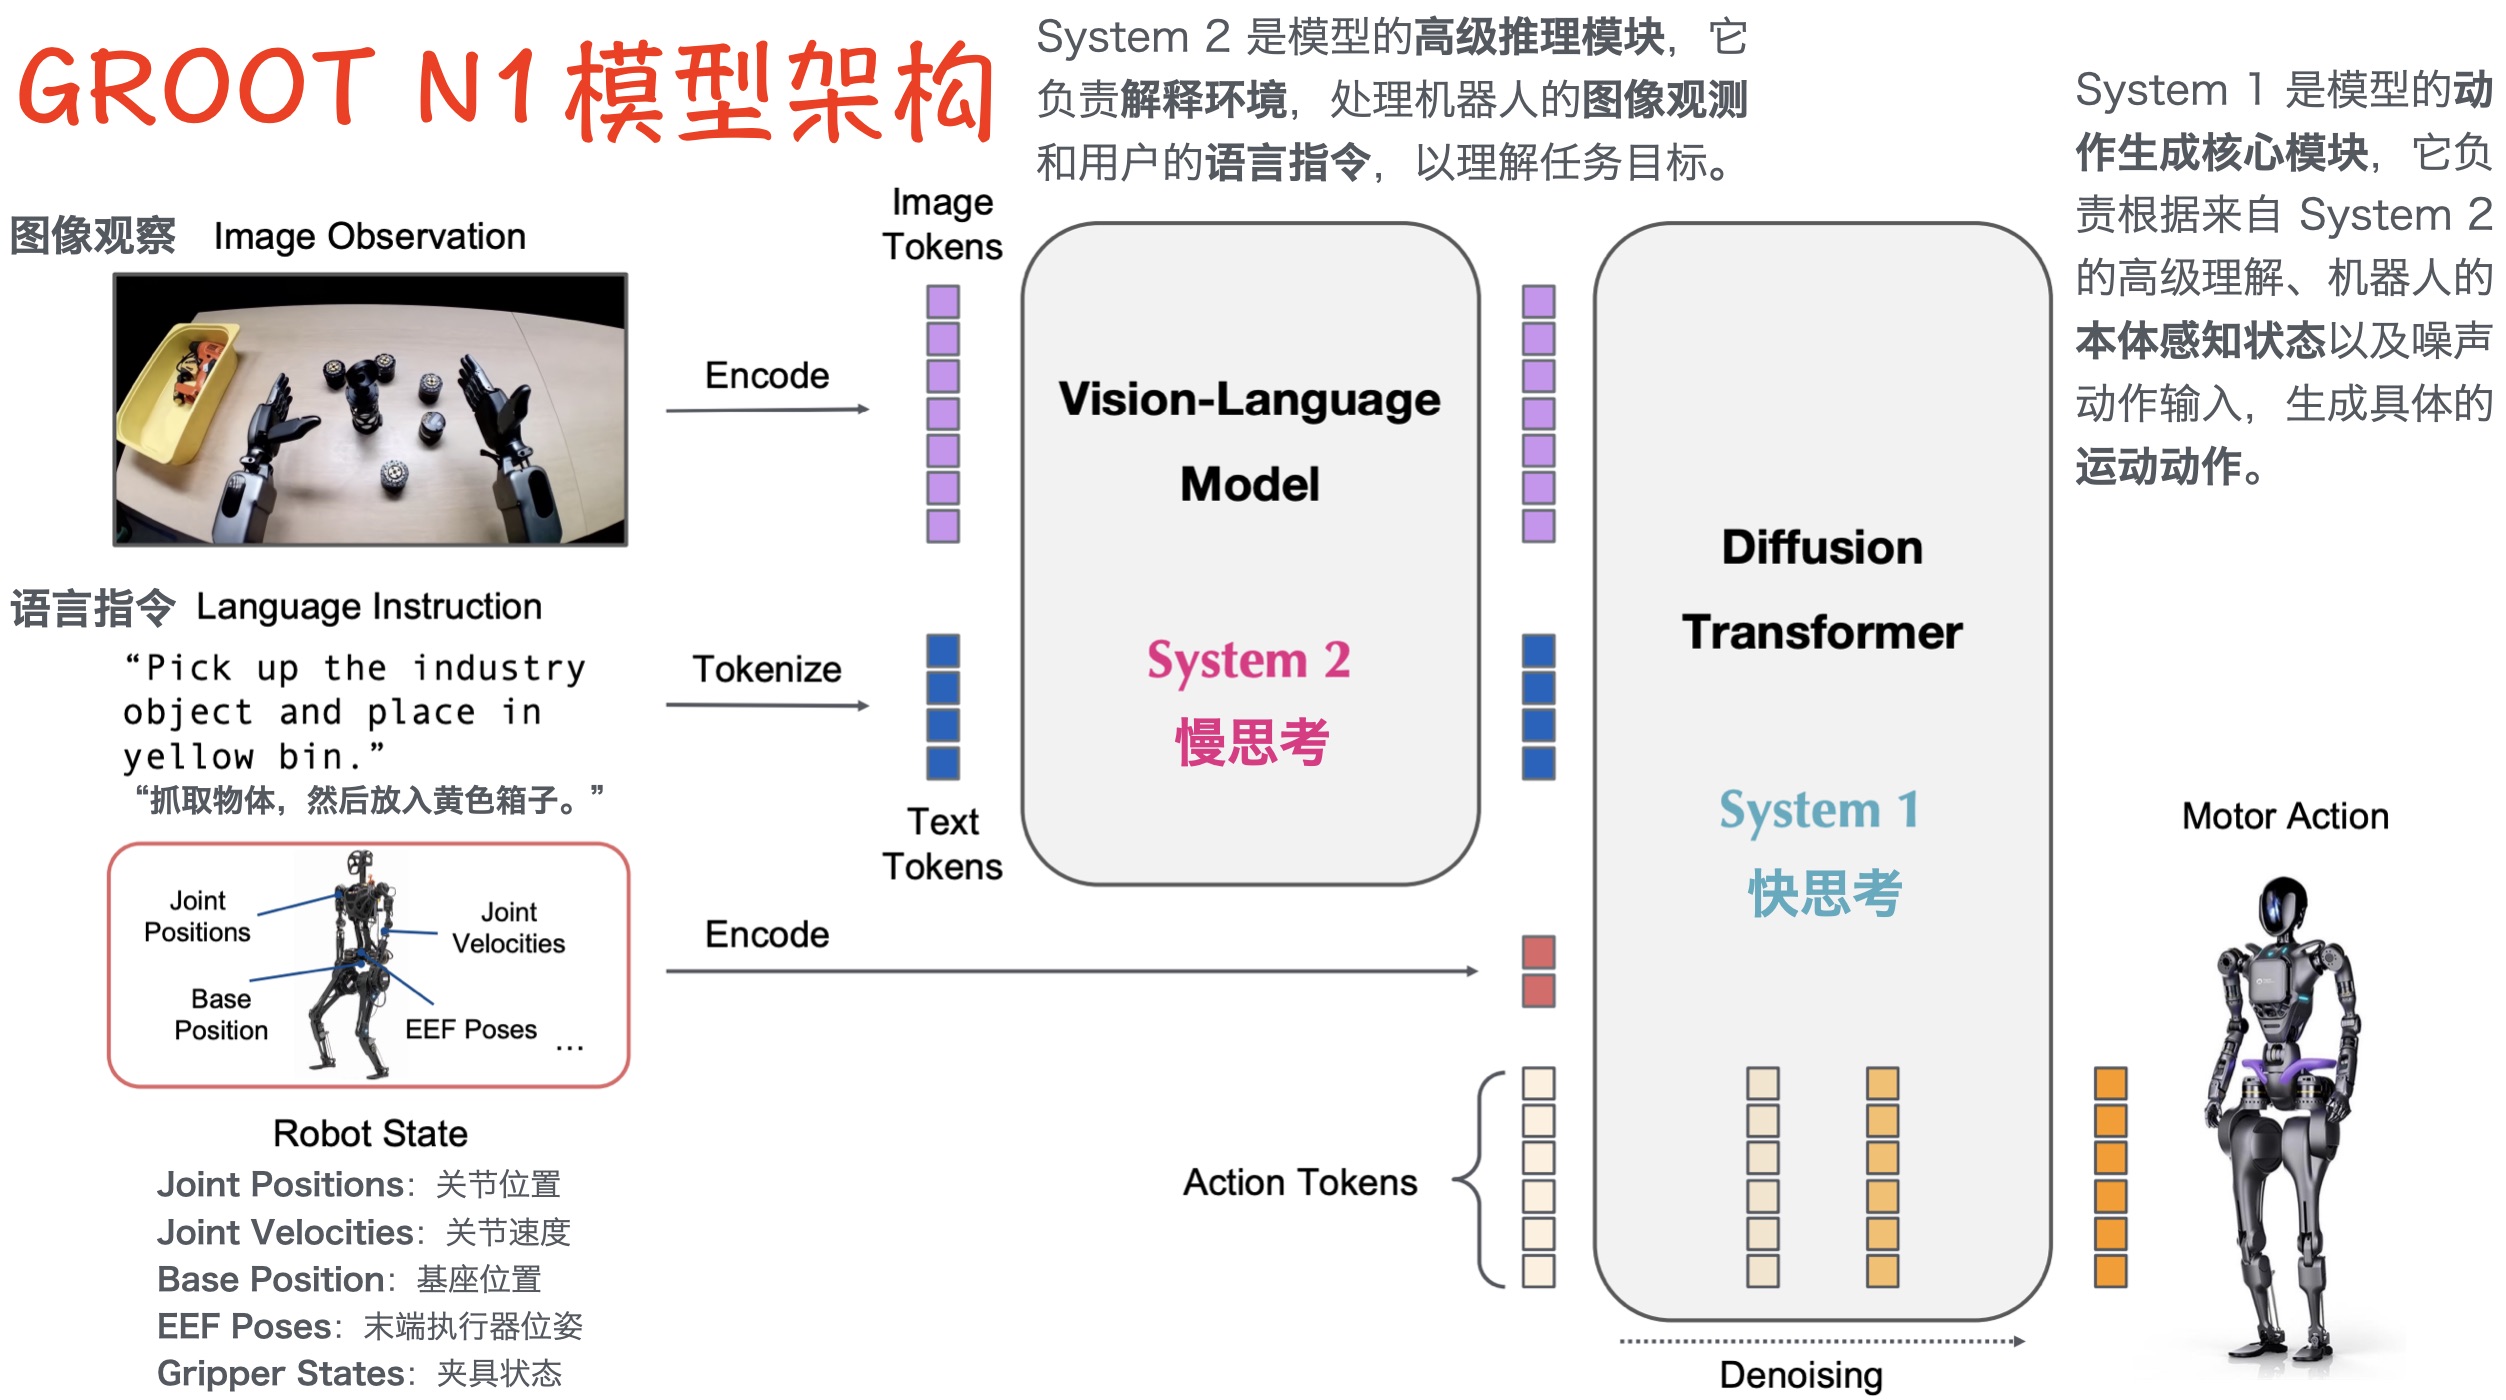 GROOT N1模型架构
System 2 是模型的高级推理模块，它
负责解释环境，处理机器人的图像观测
和用户的语言指令，以理解任务目标。
System 1 是模型的动
作生成核心模块，它负
责根据来自 System 2
的高级理解、机器人的
本体感知状态以及噪声
动作输入，生成具体的
运动动作。
图像观察 Image Observation
Encode
Image
Tokens
语言指令 Language Instruction
“Pick up the industry
object and place in
yellow bin.”
“抓取物体，然后放入黄色箱子。”
Tokenize
Text
Tokens
Vision-Language
Model
System 2
慢思考
Diffusion
Transformer
System 1
快思考
Joint
Positions
Joint
Velocities
Base
Position
EEF Poses
...
Robot State
Encode
Joint Positions：关节位置
Joint Velocities：关节速度
Base Position：基座位置
EEF Poses：末端执行器位姿
Gripper States：夹具状态
Action Tokens
Denoising
Motor Action